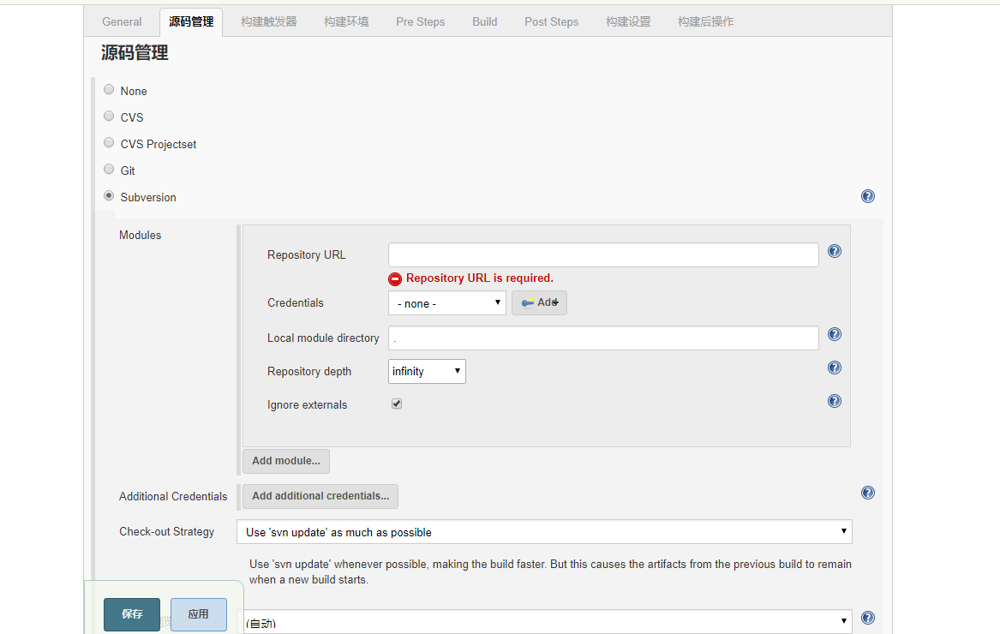 General 源码管理 构建触发器 构建环境 Pre Steps Build Post Steps 构建设置 构建后操作
源码管理
None
CVS
CVS Projectset
Git
Subversion
Modules
Repository URL
Repository URL is required.
Credentials - none - Add
Local module directory .
Repository depth infinity
Ignore externals
Add module...
Additional Credentials Add additional credentials...
Check-out Strategy Use 'svn update' as much as possible
Use 'svn update' whenever possible, making the build faster. But this causes the artifacts from the previous build to remain
when a new build starts.
保存 应用 (自动)